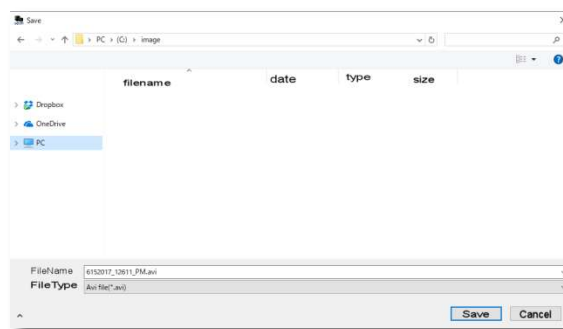 Save
PC > (C:) > image
filename date type size
Dropbox
OneDrive
PC
FileName 6152017_12611_PM.avi
FileType Avi file(*.avi)
Save Cancel